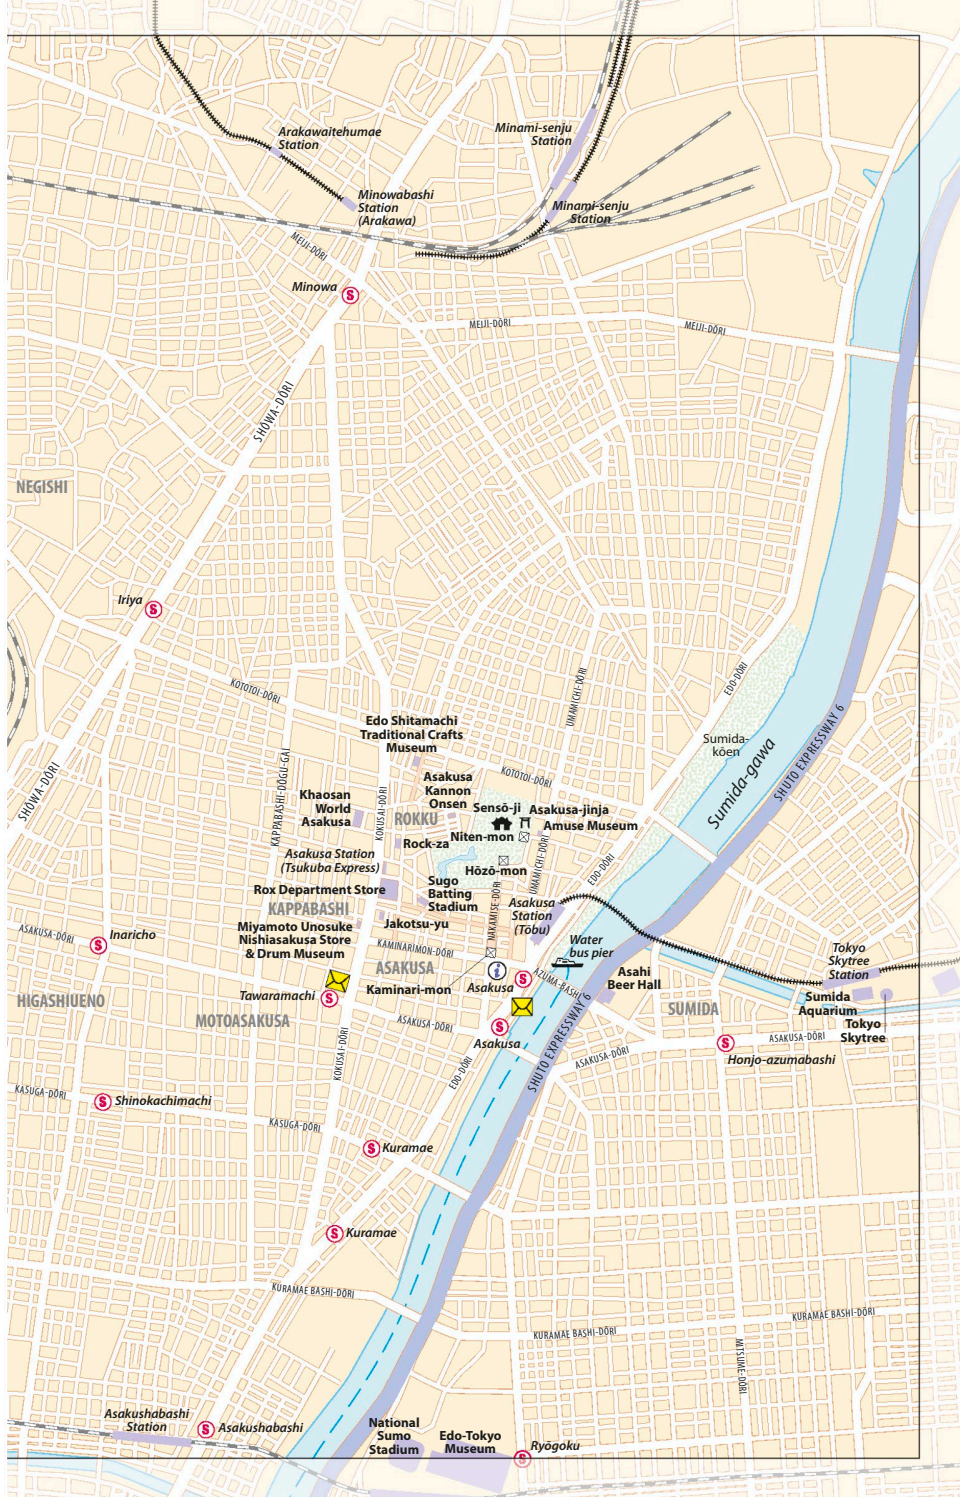 Arakawaitehumae
Station
Minami-senju
Station
Minowabashi
Station
(Arakawa)
Minami-senju
Station
MEIJI-DŌRI
Minowa
S
MEIJI-DŌRI
MEIJI-DŌRI
SHŌWA-DŌRI
NEGISHI
Iriya
S
KOTOTOI-DŌRI
UMAMICHI-DŌRI
EDO-DŌRI
Edo Shitamachi
Traditional Crafts
Museum
Sumida-
kōen
Sumida-gawa
SHUTO EXPRESSWAY 6
SHŌWA-DŌRI
KAPPABASHI-DŌGU-GAI
KOTOTOI-DŌRI
Asakusa
Kannon
Onsen
Khaosan
World
Asakusa
KOKUSAI-DŌRI
ROKKU
Sensō-ji
Asakusa-jinja
Amuse Museum
Niten-mon
Rock-za
Asakusa Station
(Tsukuba Express)
Hōzō-mon
UMAMICHI-DŌRI
EDO-DŌRI
Rox Department Store
Sugo
Batting
Stadium
KAPPABASHI
Asakusa
Station
(Tōbu)
NAKAMISE-DŌRI
Jakotsu-yu
Miyamoto Unosuke
Nishiasakusa Store
& Drum Museum
ASAKUSA-DŌRI
Inaricho
S
KAMINARIMON-DŌRI
Water
bus pier
Tokyo
Skytree
Station
ASAKUSA
Kaminari-mon
i
Asakusa
S
AZUMA-BASHI
Asahi
Beer Hall
Tawaramachi
S
HIGASHIUENO
MOTOASAKUSA
SUMIDA
Sumida
Aquarium
Tokyo
Skytree
ASAKUSA-DŌRI
S
Asakusa
ASAKUSA-DŌRI
S
Honjo-azumabashi
ASAKUSA-DŌRI
KOKUSAI-DŌRI
EDO-DŌRI
SHUTO EXPRESSWAY 6
KASUGA-DŌRI
S
Shinokachimachi
KASUGA-DŌRI
S
Kuramae
S
Kuramae
KURAMAE BASHI-DŌRI
KURAMAE BASHI-DŌRI
KURAMAE BASHI-DŌRI
MITSUME-DŌRI
Asakushabashi
Station
S
Asakushabashi
National
Sumo
Stadium
Edo-Tokyo
Museum
S
Ryōgoku